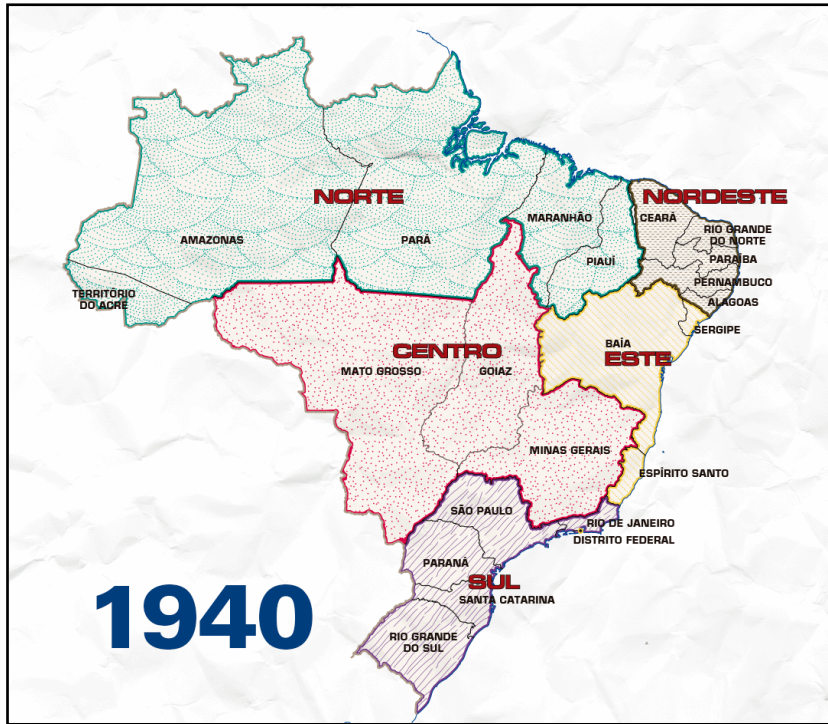 NORTE
NORDESTE
MARANHÃO
CEARÁ
RIO GRANDE
DO NORTE
AMAZONAS
PARÁ
PIAUÍ
PARAÍBA
PERNAMBUCO
ALAGOAS
TERRITÓRIO
DO ACRE
SERGIPE
BAÍA
ESTE
CENTRO
MATO GROSSO
GOIAZ
MINAS GERAIS
ESPÍRITO SANTO
SÃO PAULO
RIO DE JANEIRO
DISTRITO FEDERAL
PARANÁ
SUL
SANTA CATARINA
RIO GRANDE
DO SUL
1940